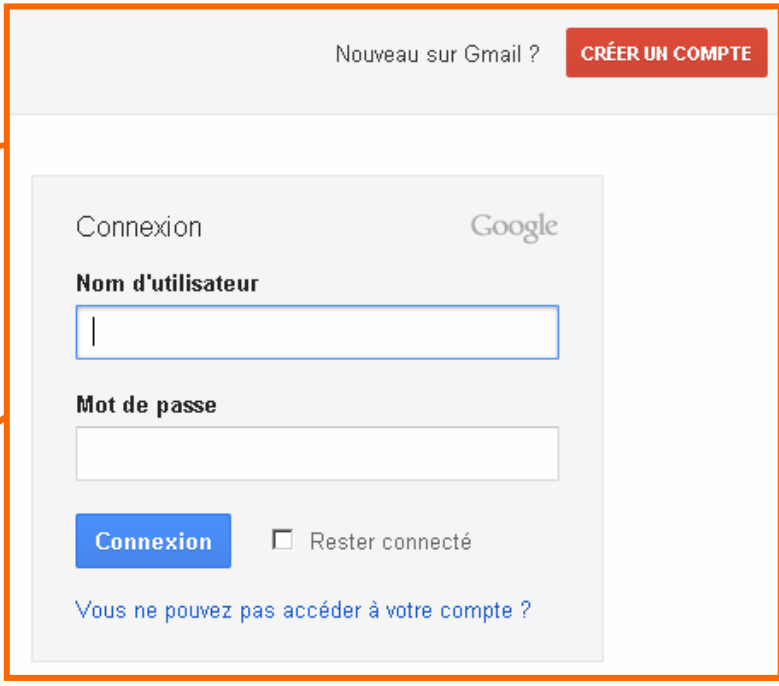 Nouveau sur Gmail ? CRÉER UN COMPTE
Connexion Google
Nom d'utilisateur
Mot de passe
Connexion Rester connecté
Vous ne pouvez pas accéder à votre compte ?